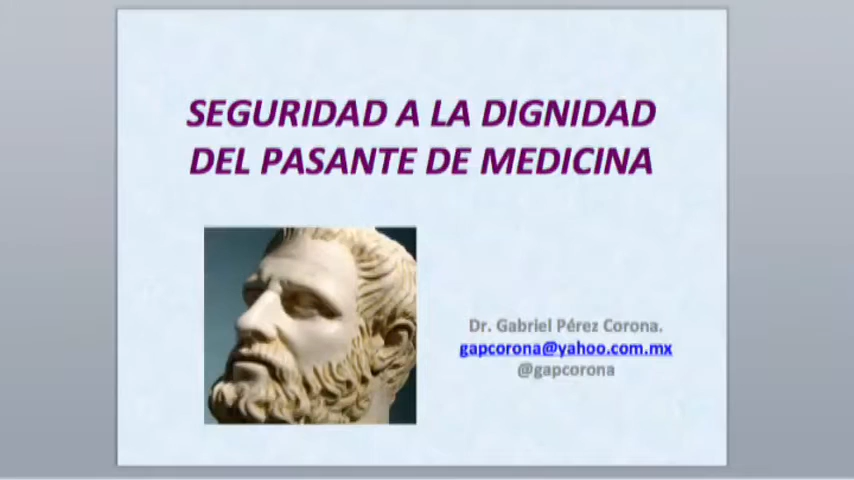 SEGURIDAD A LA DIGNIDAD
DEL PASANTE DE MEDICINA
Dr. Gabriel Pérez Corona.
gapcorona@yahoo.com.mx
@gapcorona